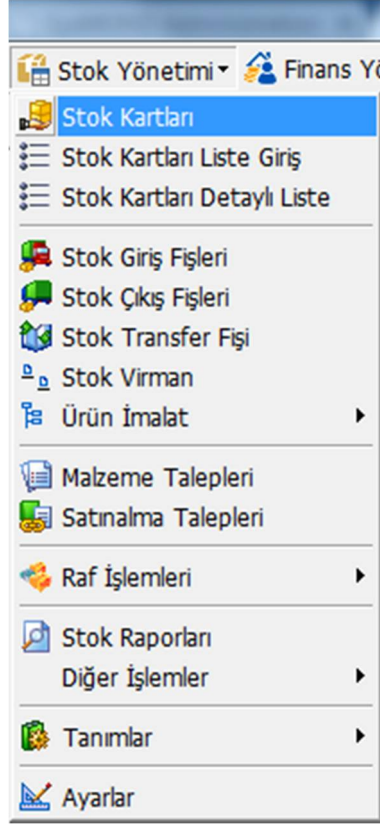 Stok Yönetimi Finans Yö
Stok Kartları
Stok Kartları Liste Giriş
Stok Kartları Detaylı Liste
Stok Giriş Fişleri
Stok Çıkış Fişleri
Stok Transfer Fişi
Stok Virman
Ürün İmalat
Malzeme Talepleri
Satınalma Talepleri
Raf İşlemleri
Stok Raporları
Diğer İşlemler
Tanımlar
Ayarlar